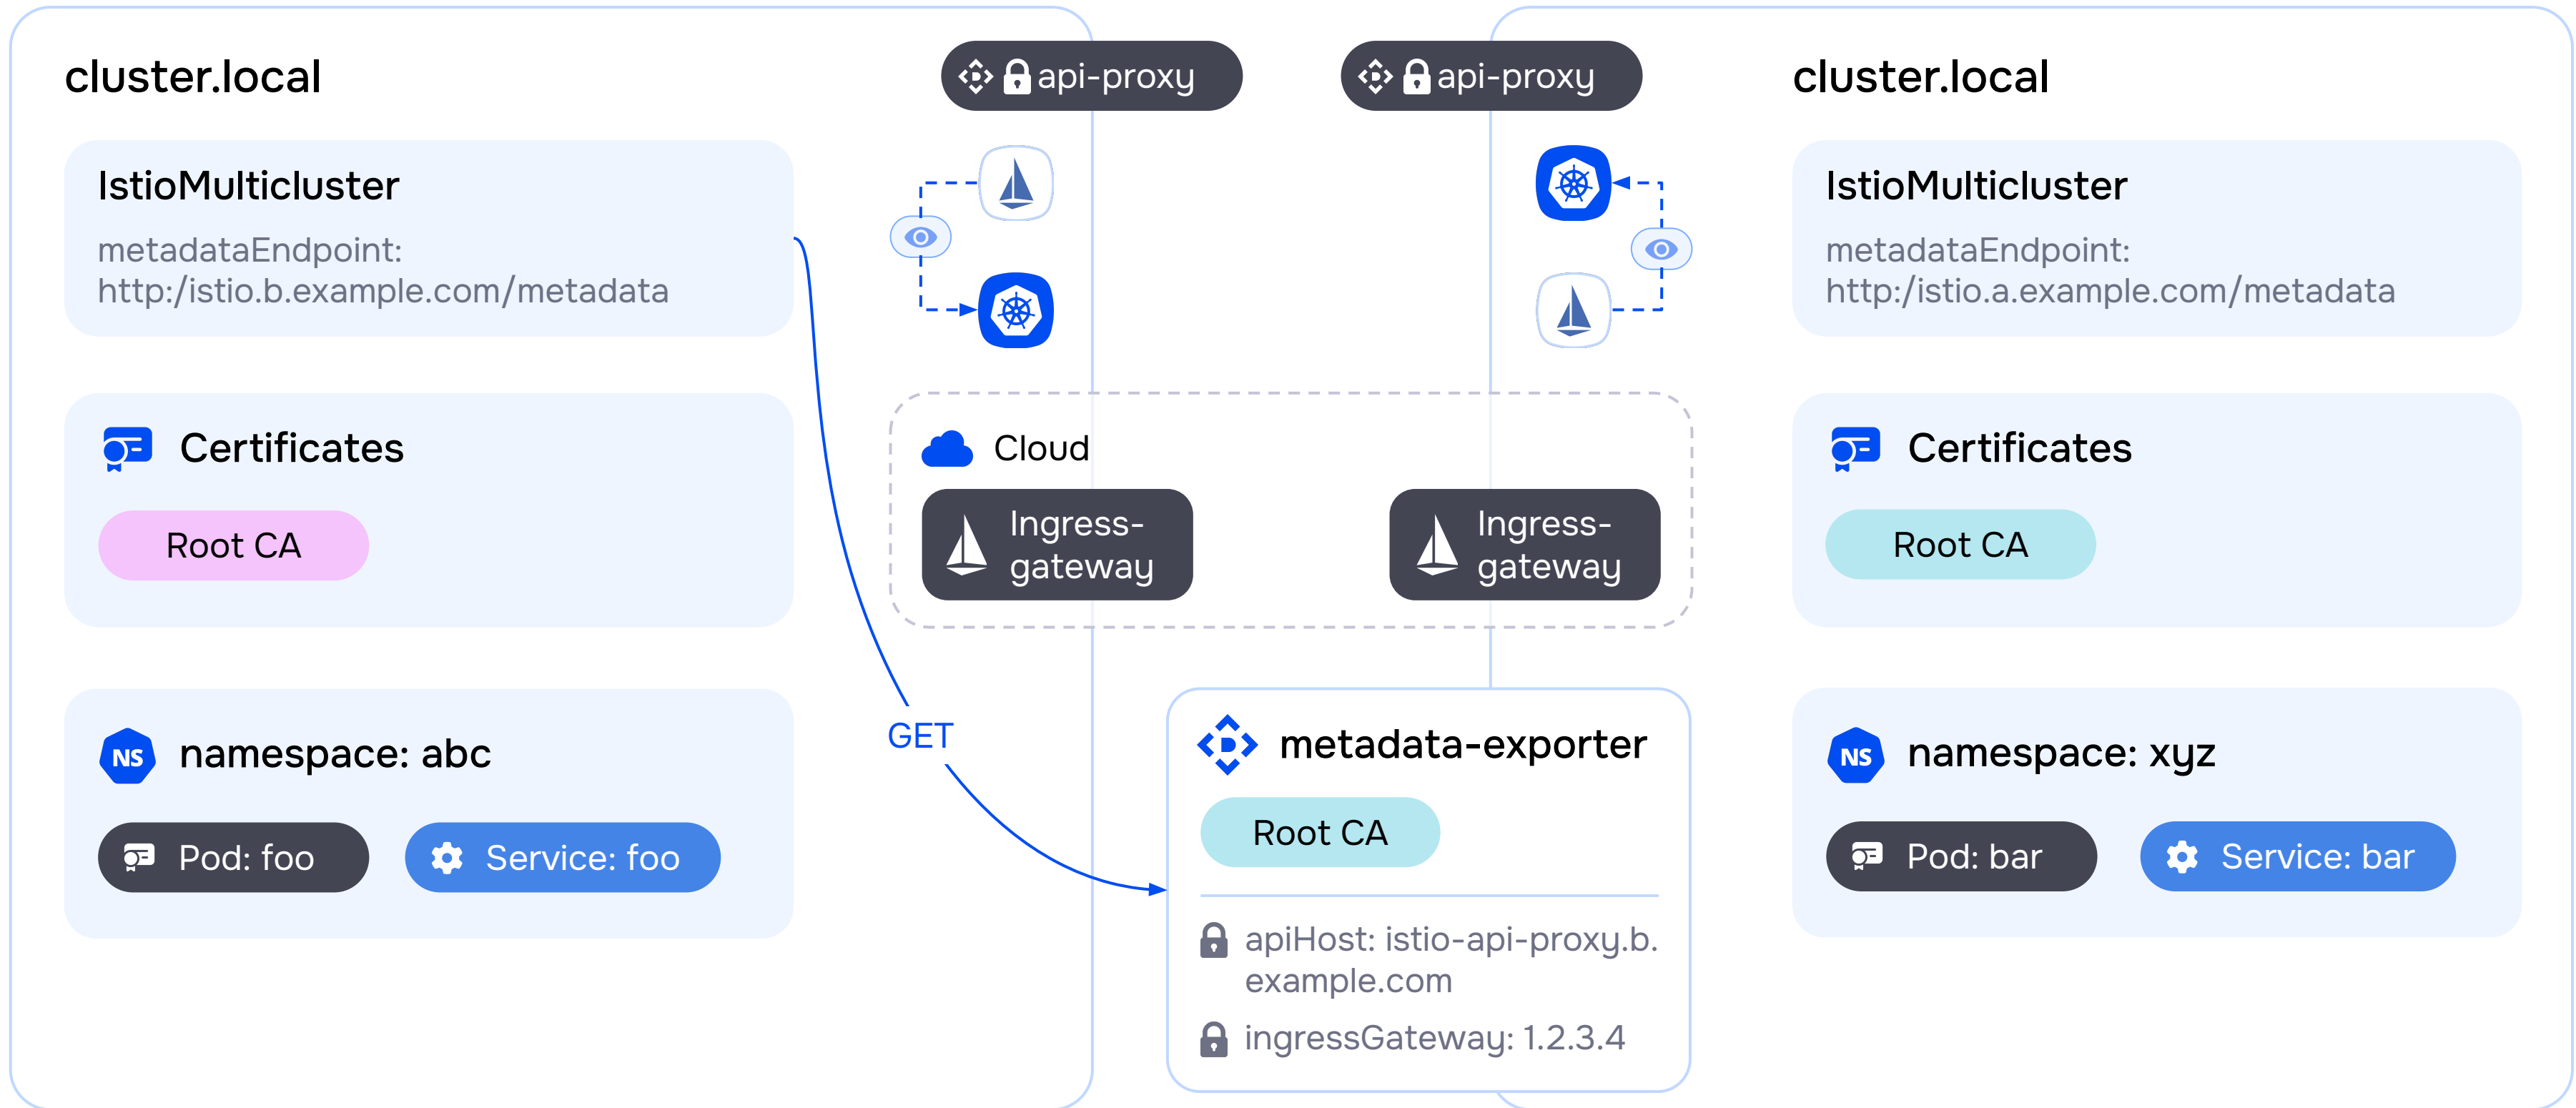 cluster.local
IstioMulticluster
metadataEndpoint:
http:/istio.b.example.com/metadata
Certificates
Root CA
NS
namespace: abc
Pod: foo
Service: foo
api-proxy
api-proxy
Cloud
Ingress-
gateway
Ingress-
gateway
GET
metadata-exporter
Root CA
apiHost: istio-api-proxy.b.
example.com
ingressGateway: 1.2.3.4
cluster.local
IstioMulticluster
metadataEndpoint:
http:/istio.a.example.com/metadata
Certificates
Root CA
NS
namespace: xyz
Pod: bar
Service: bar